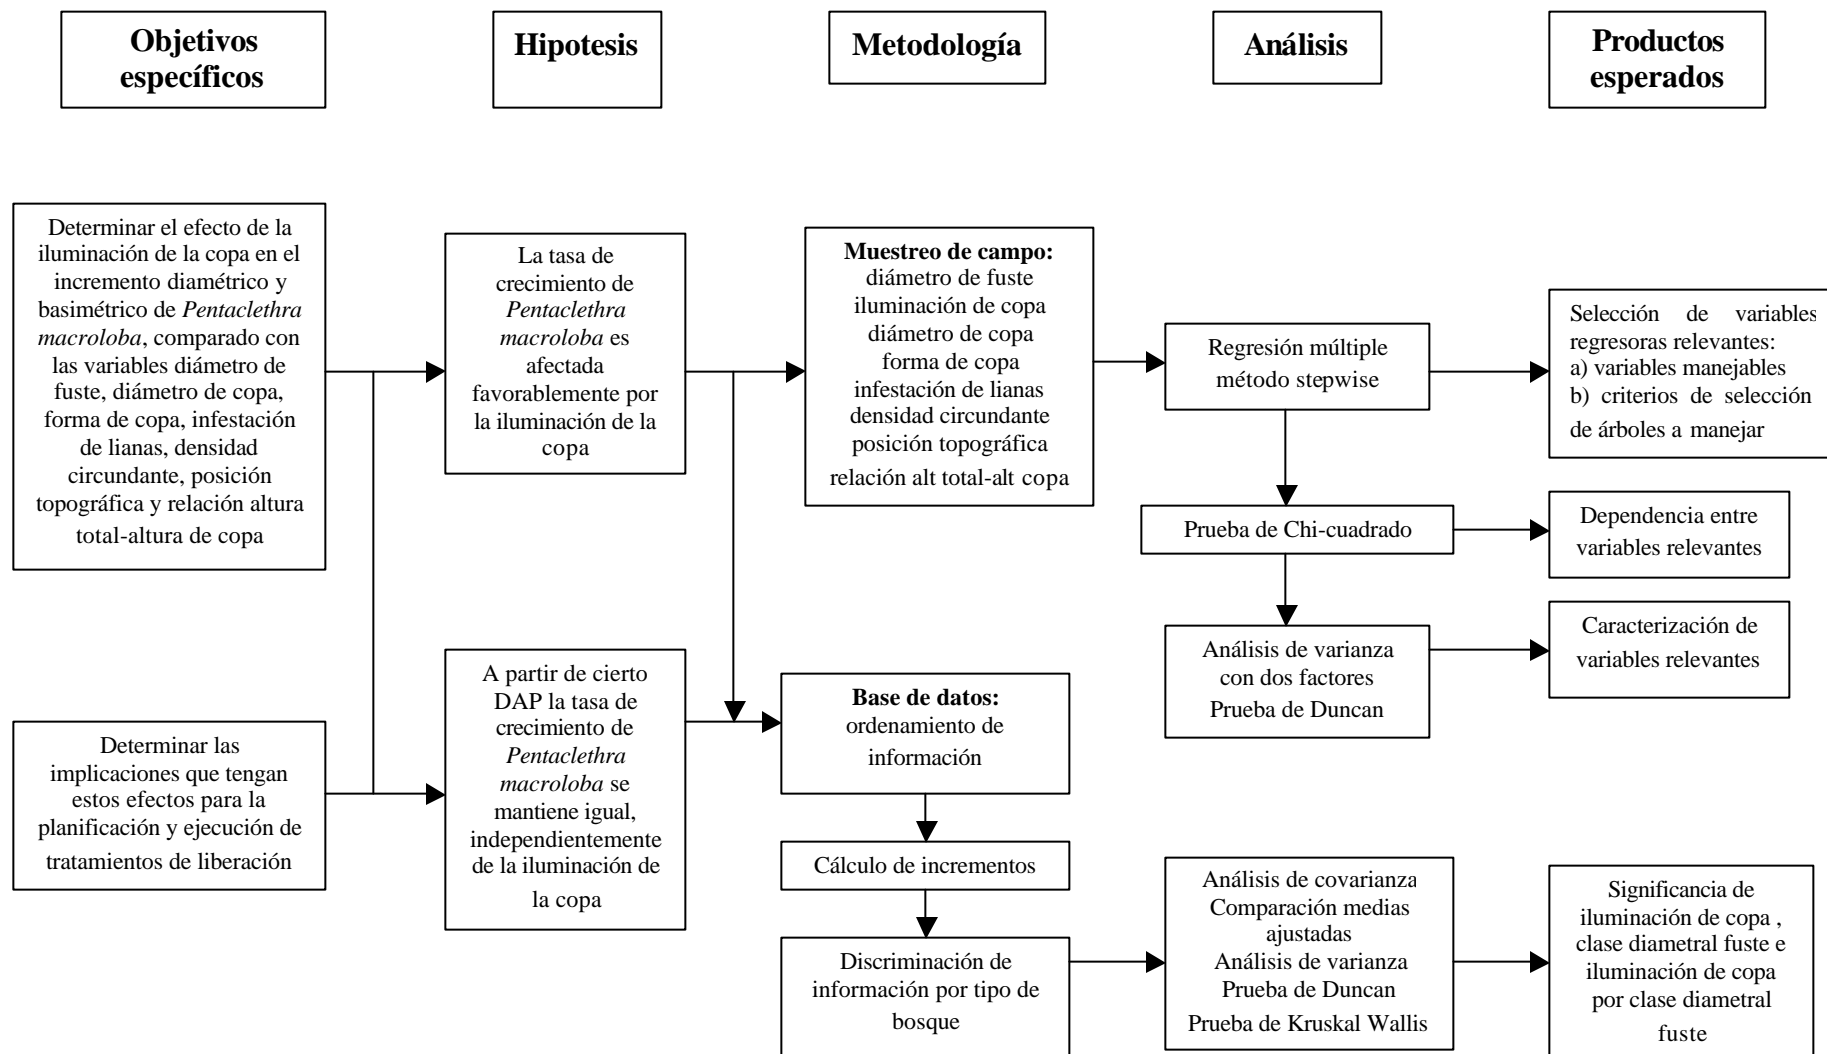 Objetivos
específicos
Hipotesis
Metodología
Análisis
Productos
esperados
Determinar el efecto de la
iluminación de la copa en el
incremento diamétrico y
basimétrico de Pentaclethra
macroloba, comparado con
las variables diámetro de
fuste, diámetro de copa,
forma de copa, infestación
de lianas, densidad
circundante, posición
topográfica y relación altura
total-altura de copa
La tasa de
crecimiento de
Pentaclethra
macroloba es
afectada
favorablemente por
la iluminación de la
copa
Muestreo de campo:
diámetro de fuste
iluminación de copa
diámetro de copa
forma de copa
infestación de lianas
densidad circundante
posición topográfica
relación alt total-alt copa
Regresión múltiple
método stepwise
Selección de variables
regresoras relevantes:
a) variables manejables
b) criterios de selección
de árboles a manejar
Prueba de Chi-cuadrado
Dependencia entre
variables relevantes
Análisis de varianza
con dos factores
Prueba de Duncan
Caracterización de
variables relevantes
Determinar las
implicaciones que tengan
estos efectos para la
planificación y ejecución de
tratamientos de liberación
A partir de cierto
DAP la tasa de
crecimiento de
Pentaclethra
macroloba se
mantiene igual,
independientemente
de la iluminación de
la copa
Base de datos:
ordenamiento de
información
Cálculo de incrementos
Discriminación de
información por tipo de
bosque
Análisis de covarianza
Comparación medias
ajustadas
Análisis de varianza
Prueba de Duncan
Prueba de Kruskal Wallis
Significancia de
iluminación de copa ,
clase diametral fuste e
iluminación de copa
por clase diametral
fuste